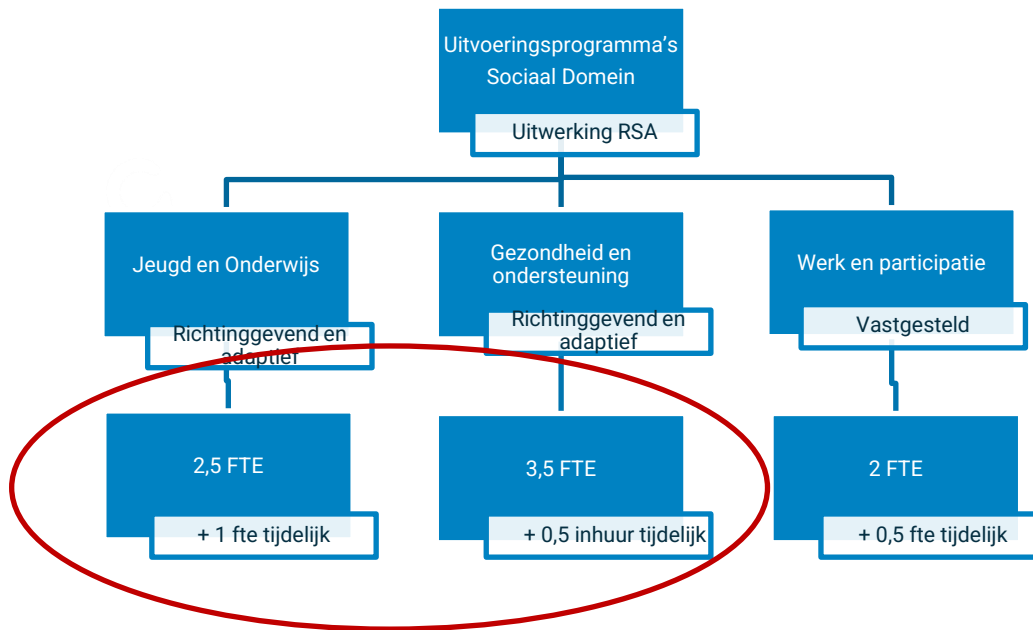 Uitvoeringsprogramma's
Sociaal Domein
Uitwerking RSA
Jeugd en Onderwijs
Richtinggevend en
adaptief
Gezondheid en
ondersteuning
Richtinggevend en
adaptief
Werk en participatie
Vastgesteld
2,5 FTE
+ 1 fte tijdelijk
3,5 FTE
+ 0,5 inhuur tijdelijk
2 FTE
+ 0,5 fte tijdelijk